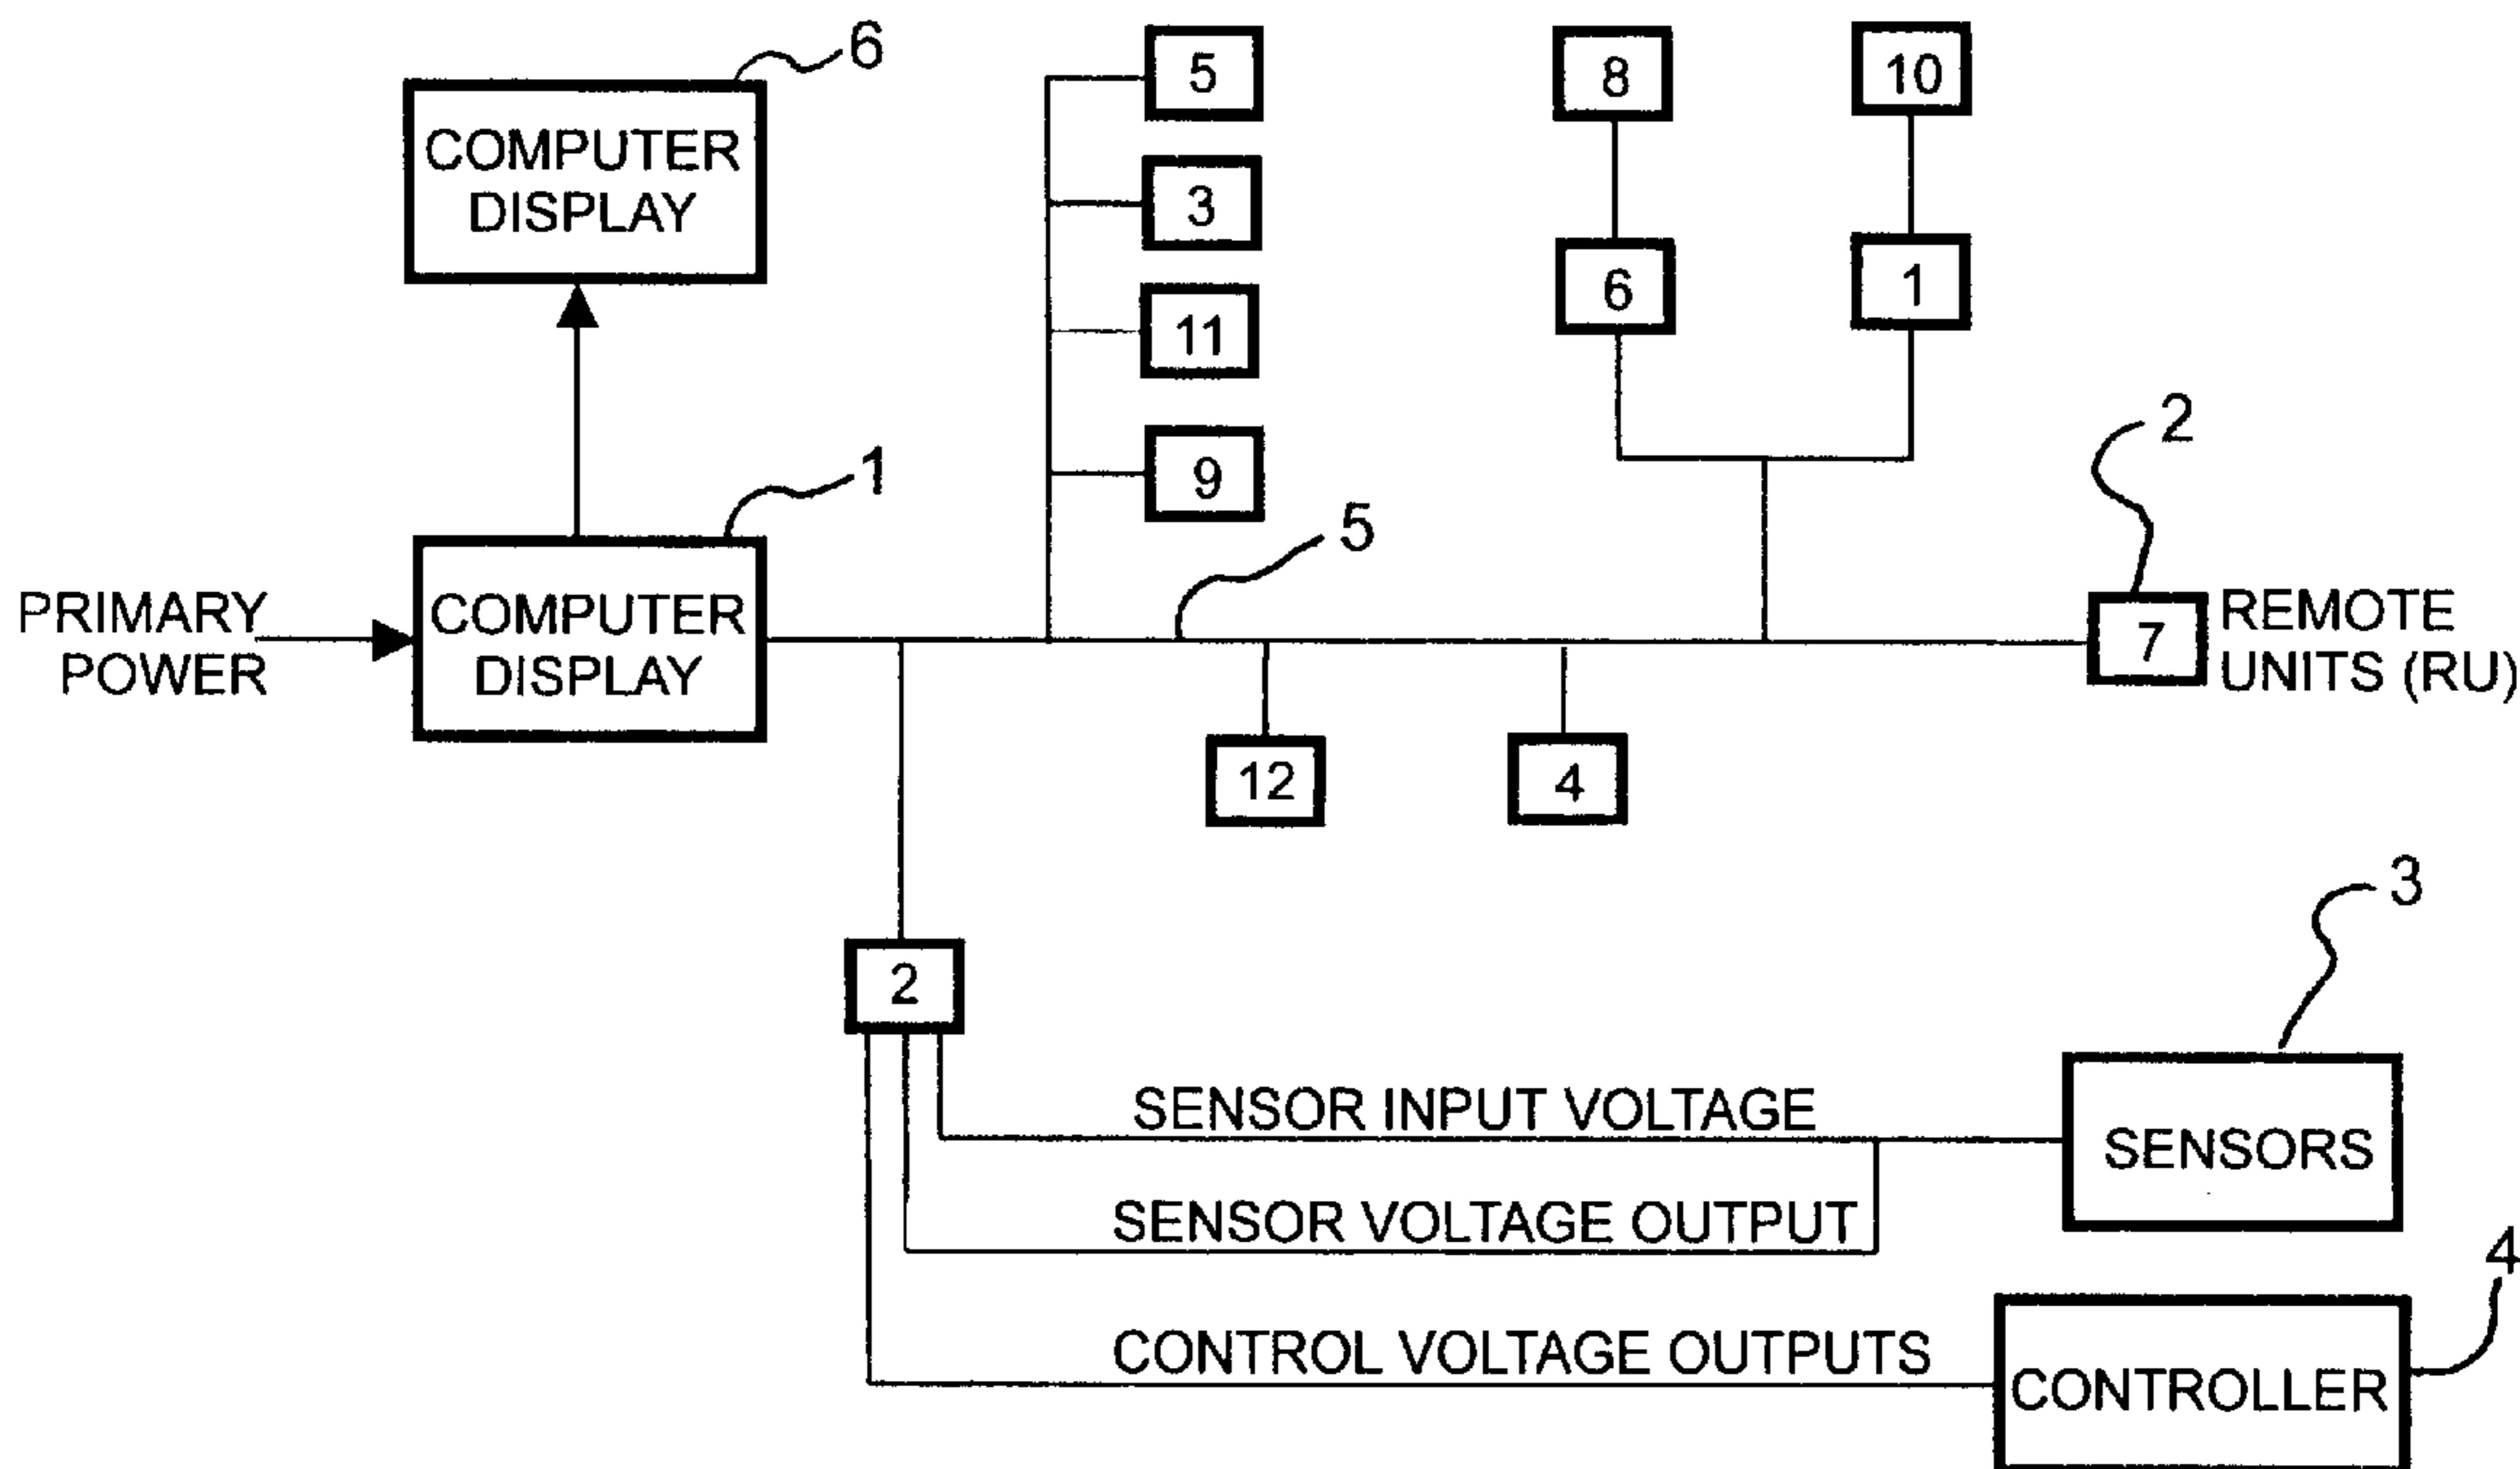 6
5
8
10
COMPUTER
DISPLAY
3
6
1
11
2
1
9
5
PRIMARY
POWER
COMPUTER
DISPLAY
7
REMOTE
UNITS (RU)
12
4
3
2
SENSOR INPUT VOLTAGE
SENSORS
SENSOR VOLTAGE OUTPUT
4
CONTROL VOLTAGE OUTPUTS
CONTROLLER